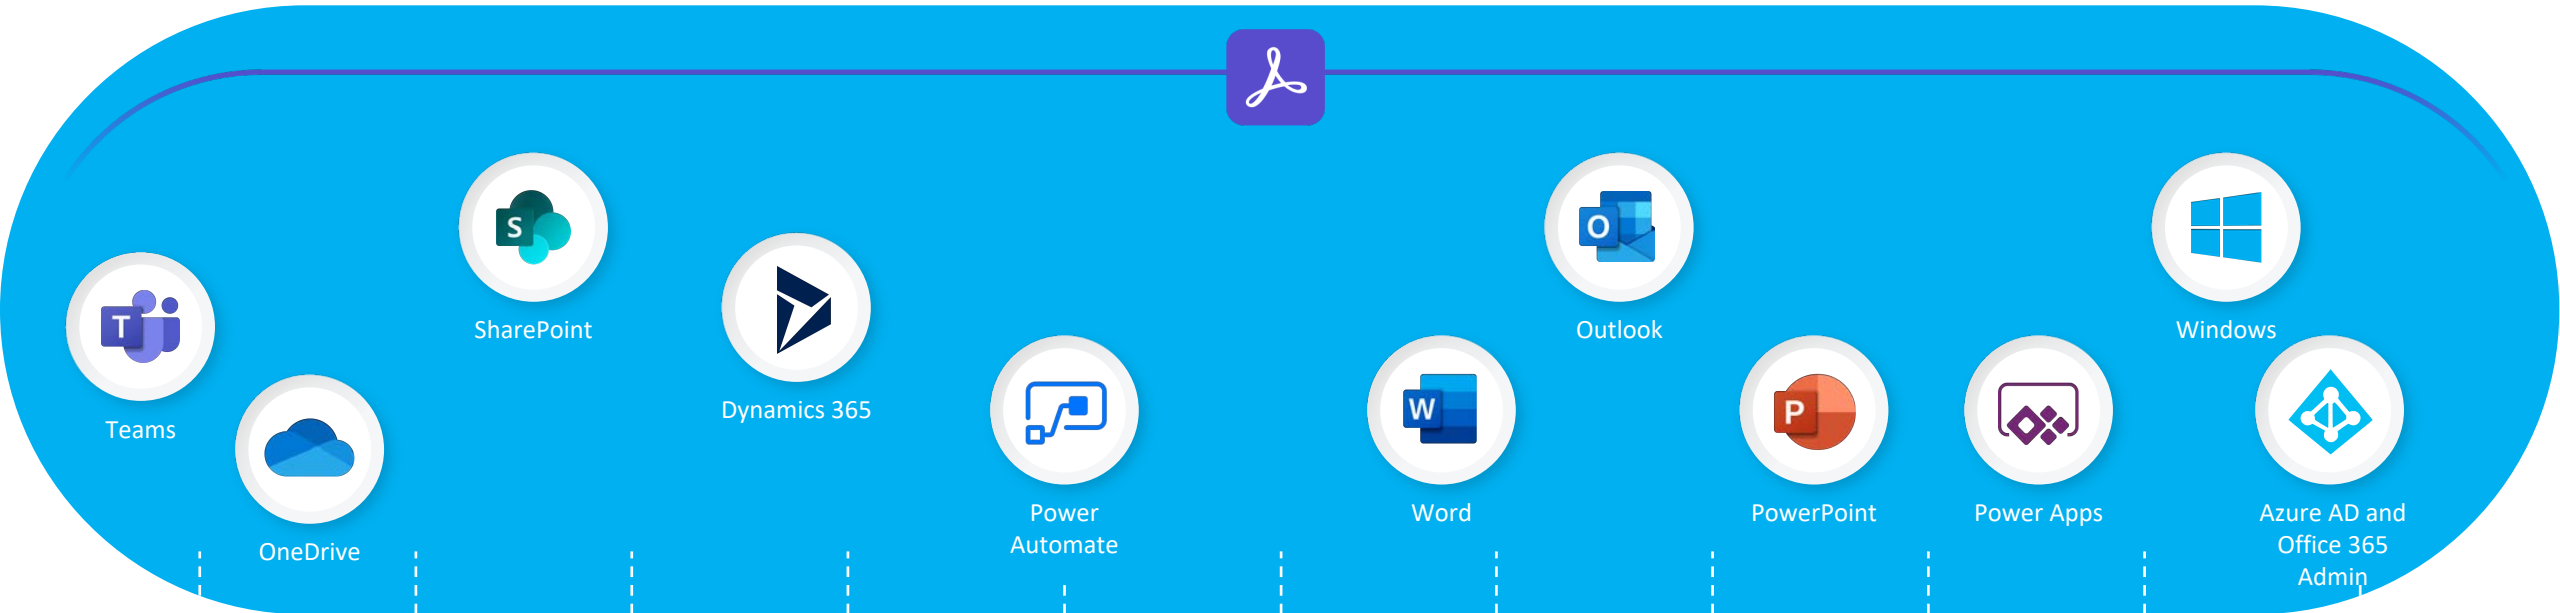 S
T
Teams
OneDrive
SharePoint
Dynamics 365
Power
Automate
W
Word
O
Outlook
P
PowerPoint
Power Apps
Windows
Azure AD and
Office 365
Admin